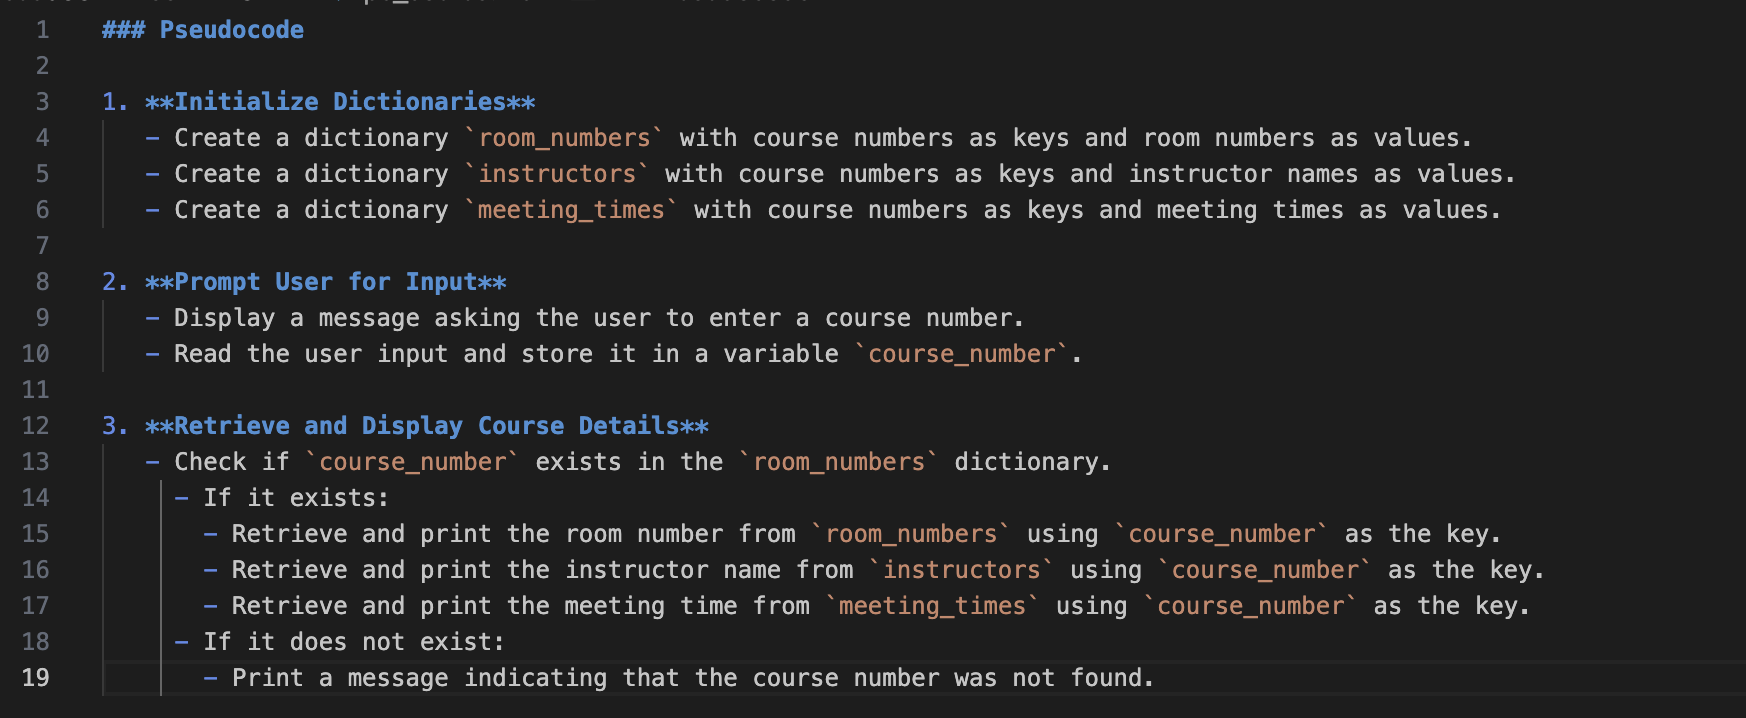 1 ### Pseudocode
2
3 1. **Initialize Dictionaries**
4 - Create a dictionary `room_numbers` with course numbers as keys and room numbers as values.
5 - Create a dictionary `instructors` with course numbers as keys and instructor names as values.
6 - Create a dictionary `meeting_times` with course numbers as keys and meeting times as values.
7
8 2. **Prompt User for Input**
9 - Display a message asking the user to enter a course number.
10 - Read the user input and store it in a variable `course_number`.
11
12 3. **Retrieve and Display Course Details**
13 - Check if `course_number` exists in the `room_numbers` dictionary.
14 - If it exists:
15 - Retrieve and print the room number from `room_numbers` using `course_number` as the key.
16 - Retrieve and print the instructor name from `instructors` using `course_number` as the key.
17 - Retrieve and print the meeting time from `meeting_times` using `course_number` as the key.
18 - If it does not exist:
19 - Print a message indicating that the course number was not found.